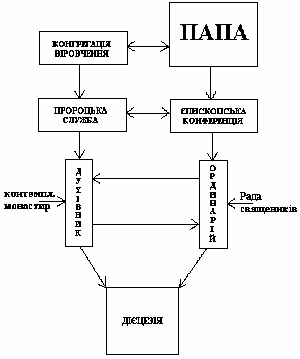 ПАПА
КОНГРЕГАЦІЯ
ВІРОВЧЕННЯ
ПРОРОЦЬКА
СЛУЖБА
ЄПИСКОПСЬКА
КОНФЕРЕНЦІЯ
ДУХІВНИК
ОРДИНАРІЙ
контемпл.
монастир
Рада
священиків
ДІЄЦЕЗІЯ